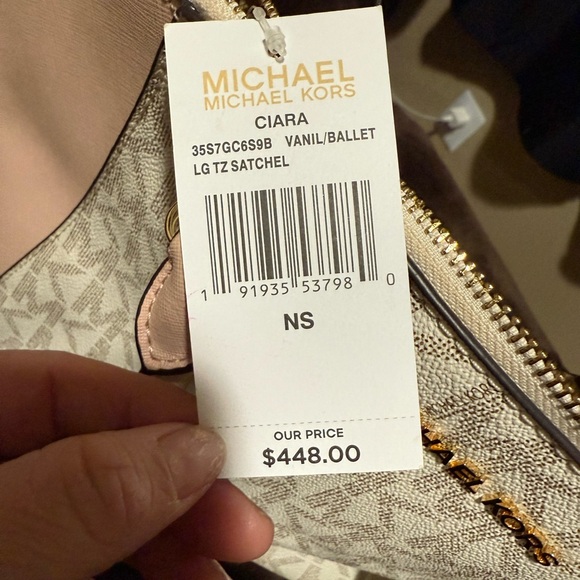 MICHAEL
MICHAEL KORS
CIARA
35S7GC6S9B VANIL/BALLET
LG TZ SATCHEL
1 91935 53798 0
NS
OUR PRICE
$448.00
MICHAEL KORS